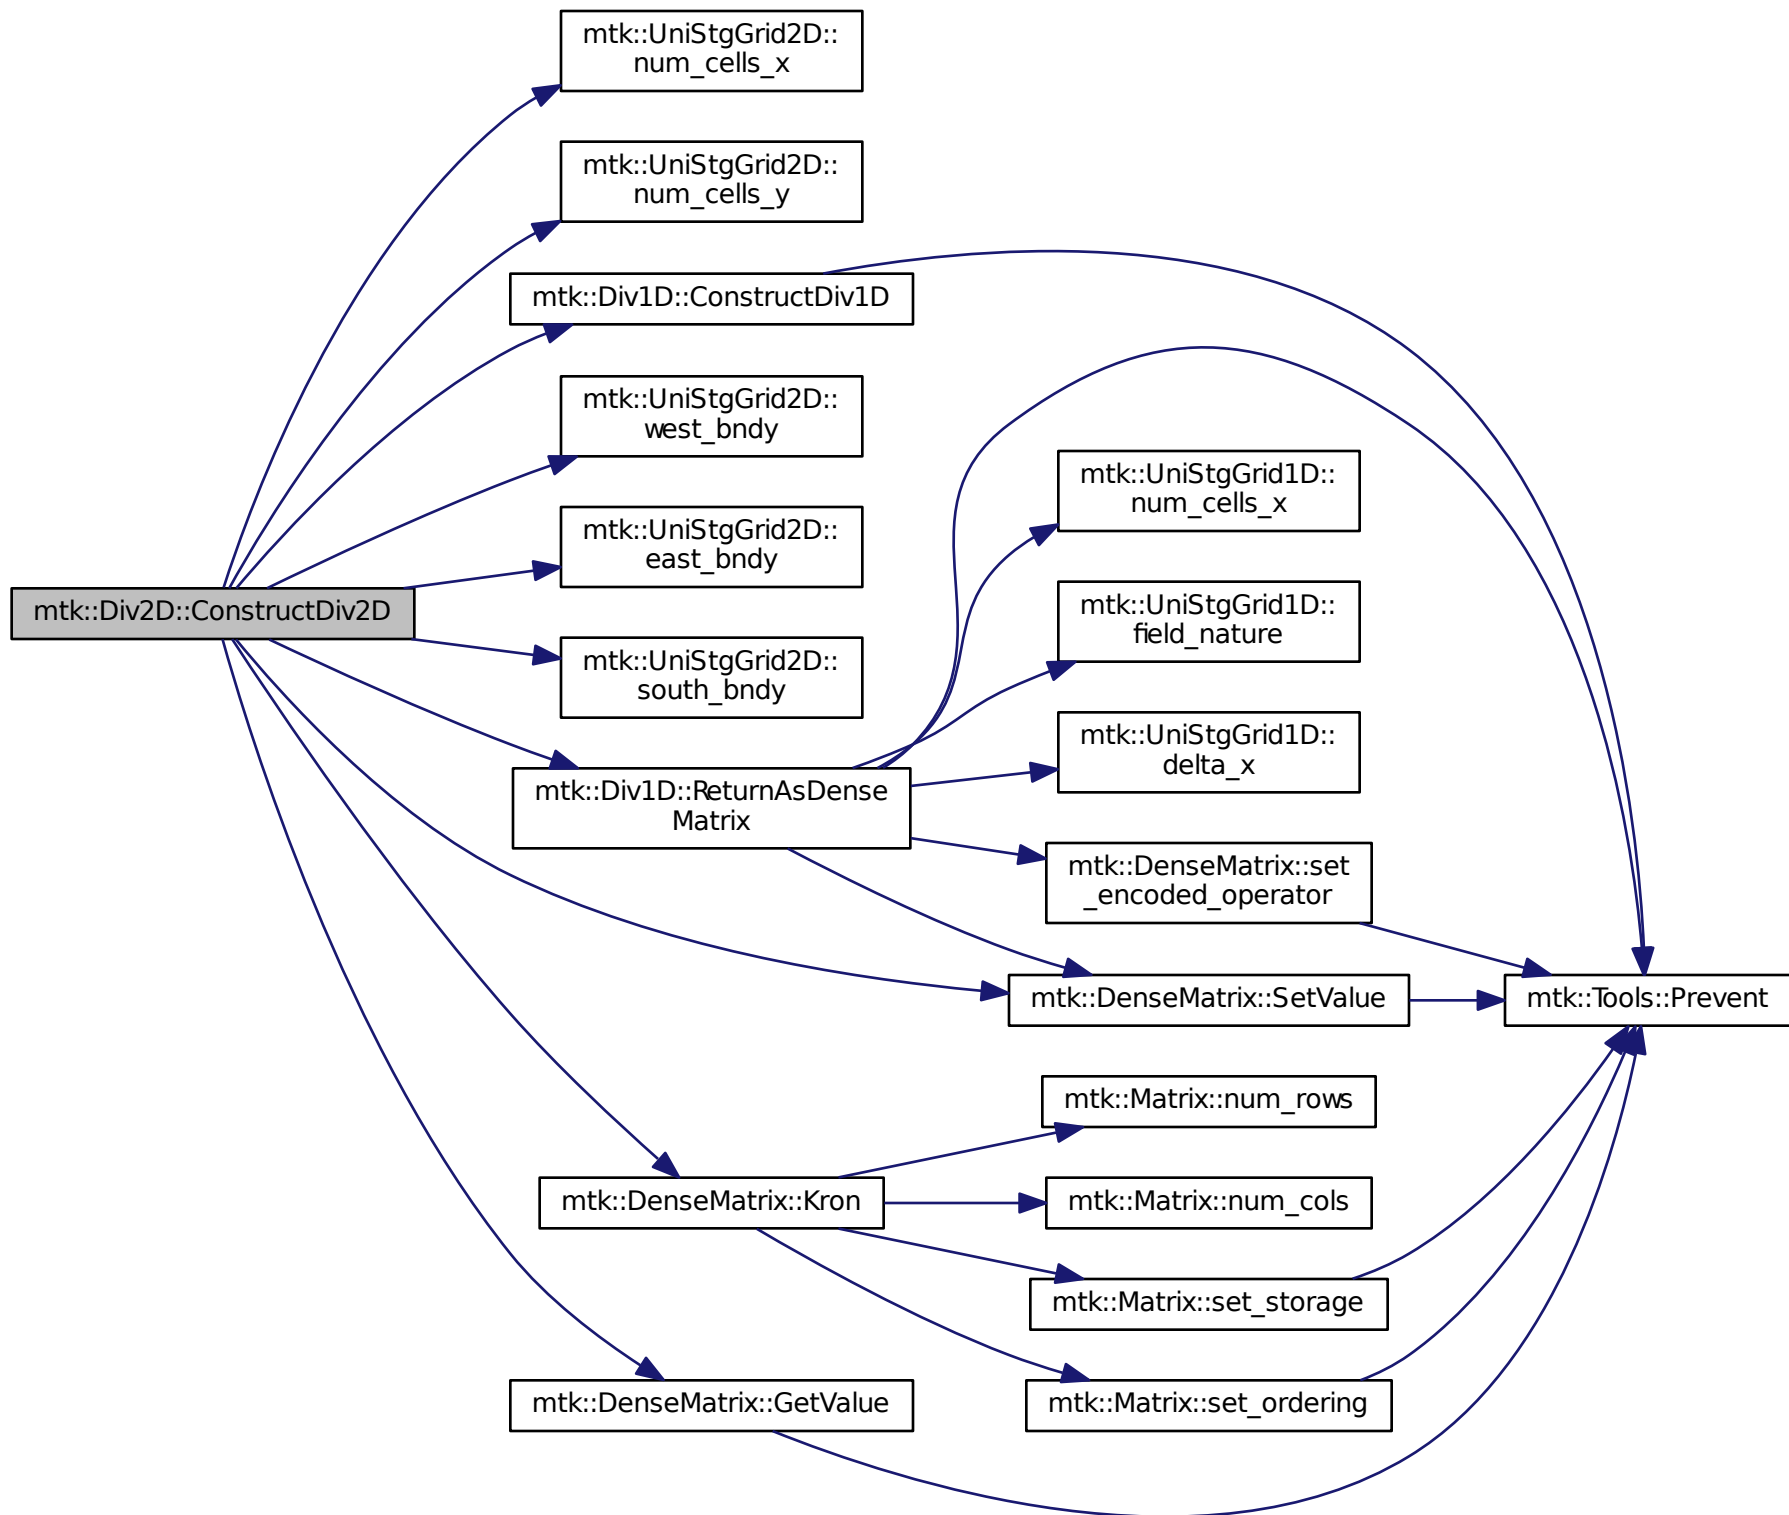 mtk::UniStgGrid2D::
num_cells_x
mtk::UniStgGrid2D::
num_cells_y
mtk::Div1D::ConstructDiv1D
mtk::UniStgGrid2D::
west_bndy
mtk::UniStgGrid2D::
east_bndy
mtk::Div2D::ConstructDiv2D
mtk::UniStgGrid2D::
south_bndy
mtk::Div1D::ReturnAsDense
Matrix
mtk::UniStgGrid1D::
num_cells_x
mtk::UniStgGrid1D::
field_nature
mtk::UniStgGrid1D::
delta_x
mtk::DenseMatrix::set
_encoded_operator
mtk::DenseMatrix::SetValue
mtk::Tools::Prevent
mtk::Matrix::num_rows
mtk::DenseMatrix::Kron
mtk::Matrix::num_cols
mtk::Matrix::set_storage
mtk::DenseMatrix::GetValue
mtk::Matrix::set_ordering